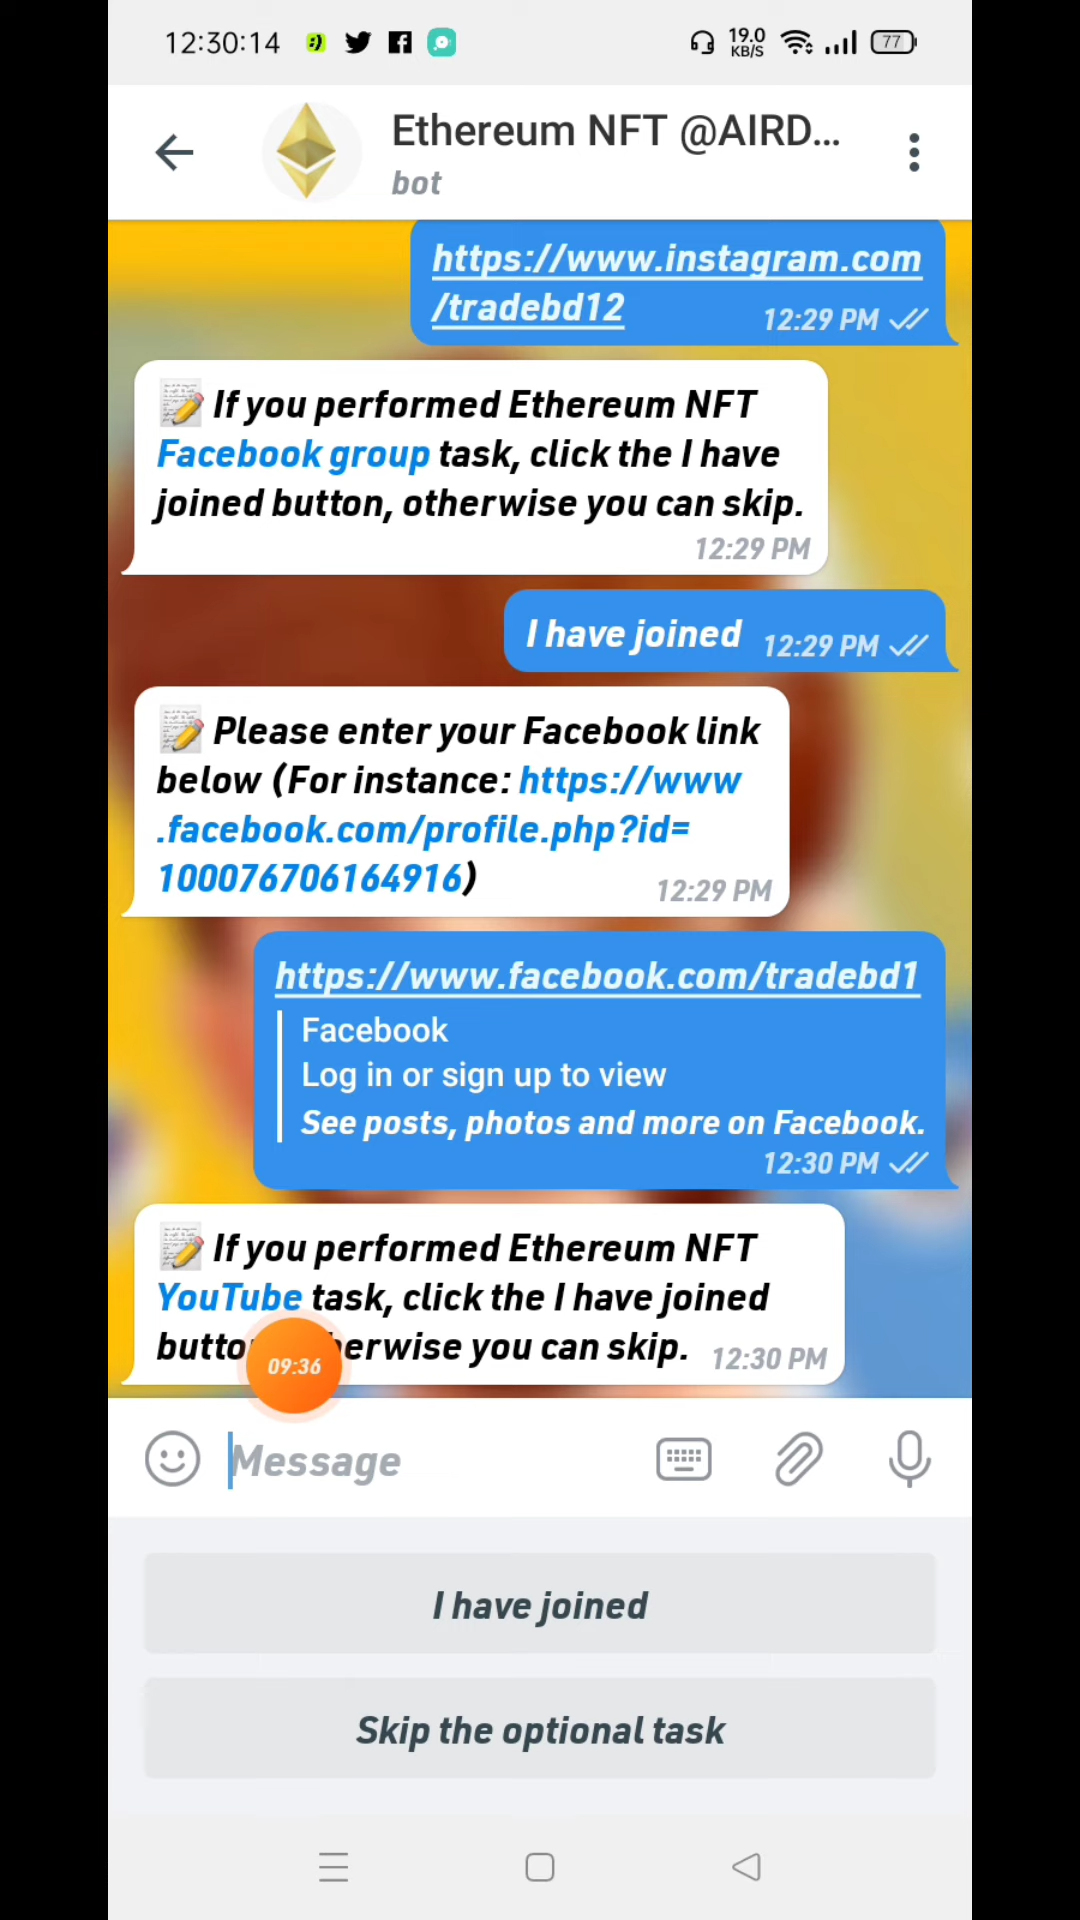 12:30:14
19.0
KB/S
77
Ethereum NFT @AIRD...
bot
https://www.instagram.com
/tradebd12
12:29 PM
If you performed Ethereum NFT
Facebook group task, click the I have
joined button, otherwise you can skip.
12:29 PM
I have joined
12:29 PM
Please enter your Facebook link
below (For instance: https://www
.facebook.com/profile.php?id=
100076706164916)
12:29 PM
https://www.facebook.com/tradebd1
Facebook
Log in or sign up to view
See posts, photos and more on Facebook.
12:30 PM
If you performed Ethereum NFT
YouTube task, click the I have joined
you can skip.
12:30 PM
09:36
Message
I have joined
Skip the optional task